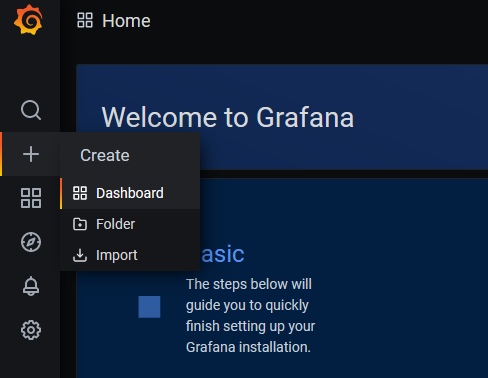 Home
Welcome to Grafana
Create
Dashboard
Folder
Import
asic
The steps below will
guide you to quickly
finish setting up your
Grafana installation.